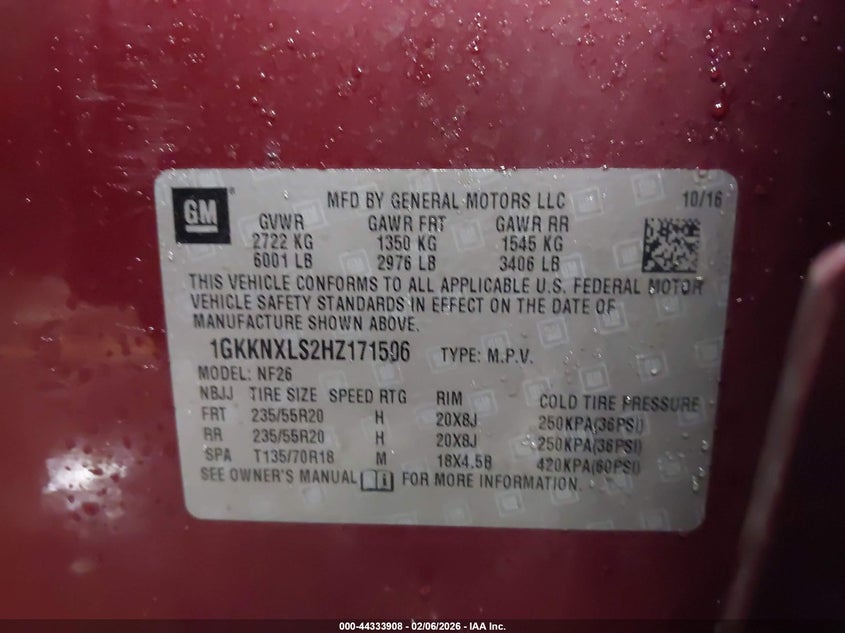 GM
MFD BY GENERAL MOTORS LLC 10/16
GVWR GAWR FRT GAWR RR
2722 KG 1350 KG 1545 KG
6001 LB 2976 LB 3406 LB
THIS VEHICLE CONFORMS TO ALL APPLICABLE U.S. FEDERAL MOTOR
VEHICLE SAFETY STANDARDS IN EFFECT ON THE DATE OF
MANUFACTURE SHOWN ABOVE.
1GKKNXLS2HZ171506 TYPE: M.P.V.
MODEL: NF26
NBJJ TIRE SIZE SPEED RTG RIM COLD TIRE PRESSURE
FRT 235/55R20 H 20X8J 250KPA(36PSI)
RR 235/55R20 H 20X8J 250KPA(36PSI)
SPA T135/70R18 M 18X4.5B 420KPA(60PSI)
SEE OWNER'S MANUAL FOR MORE INFORMATION.
000-44333908 - 02/06/2026 - IAA Inc.